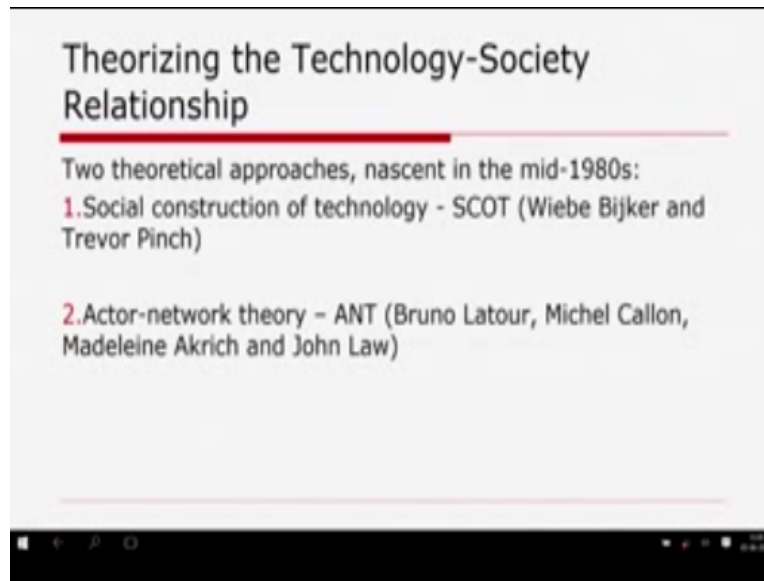 Theorizing the Technology-Society
Relationship
Two theoretical approaches, nascent in the mid-1980s:
1.Social construction of technology - SCOT (Wiebe Bijker and
Trevor Pinch)
2.Actor-network theory – ANT (Bruno Latour, Michel Callon,
Madeleine Akrich and John Law)